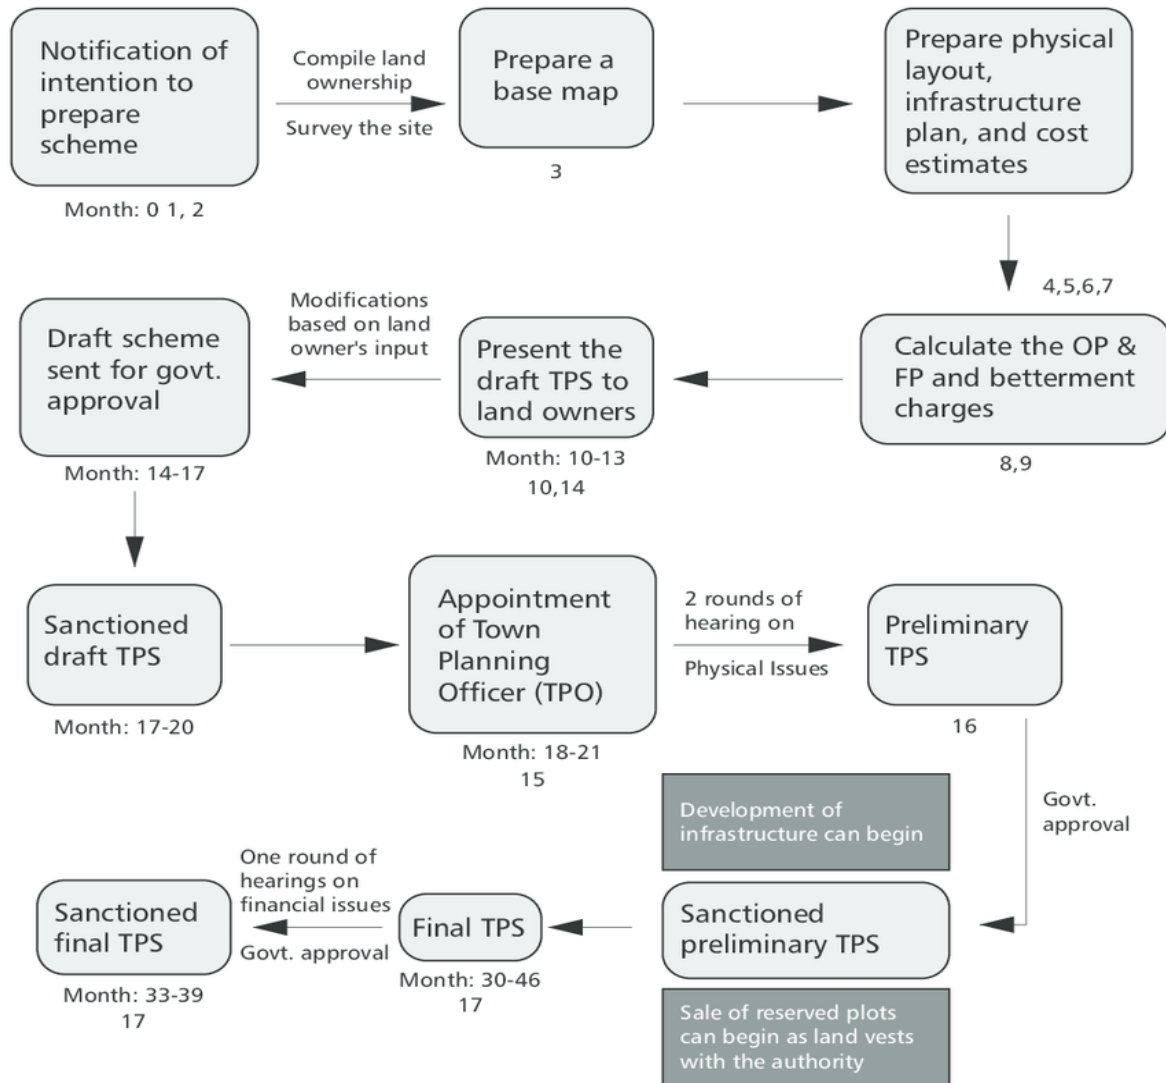 Notification of
intention to
prepare
scheme
Month: 0 1, 2
Compile land
ownership
Survey the site
Prepare a
base map
3
Prepare physical
layout,
infrastructure
plan, and cost
estimates
4,5,6,7
Calculate the OP &
FP and betterment
charges
8,9
Present the
draft TPS to
land owners
Month: 10-13
10,14
Modifications
based on land
owner's input
Draft scheme
sent for govt.
approval
Month: 14-17
Sanctioned
draft TPS
Month: 17-20
Appointment
of Town
Planning
Officer (TPO)
Month: 18-21
15
2 rounds of
hearing on
Physical Issues
Preliminary
TPS
16
Govt.
approval
Development of
infrastructure can begin
Sanctioned
preliminary TPS
Sale of reserved plots
can begin as land vests
with the authority
Final TPS
Month: 30-46
17
One round of
hearings on
financial issues
Govt. approval
Sanctioned
final TPS
Month: 33-39
17